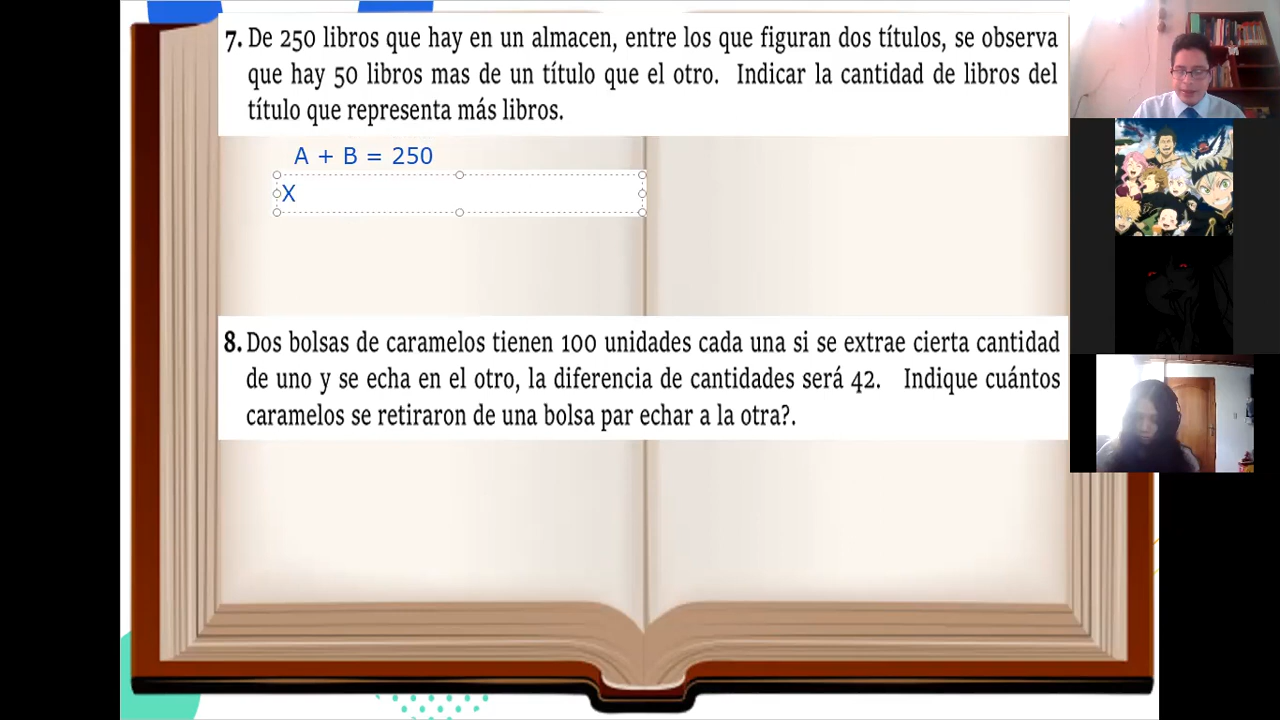 7. De 250 libros que hay en un almacen, entre los que figuran dos títulos, se observa
que hay 50 libros mas de un título que el otro. Indicar la cantidad de libros del
título que representa más libros.
A + B = 250
X
8. Dos bolsas de caramelos tienen 100 unidades cada una si se extrae cierta cantidad
de uno y se echa en el otro, la diferencia de cantidades será 42. Indique cuántos
caramelos se retiraron de una bolsa par echar a la otra?.